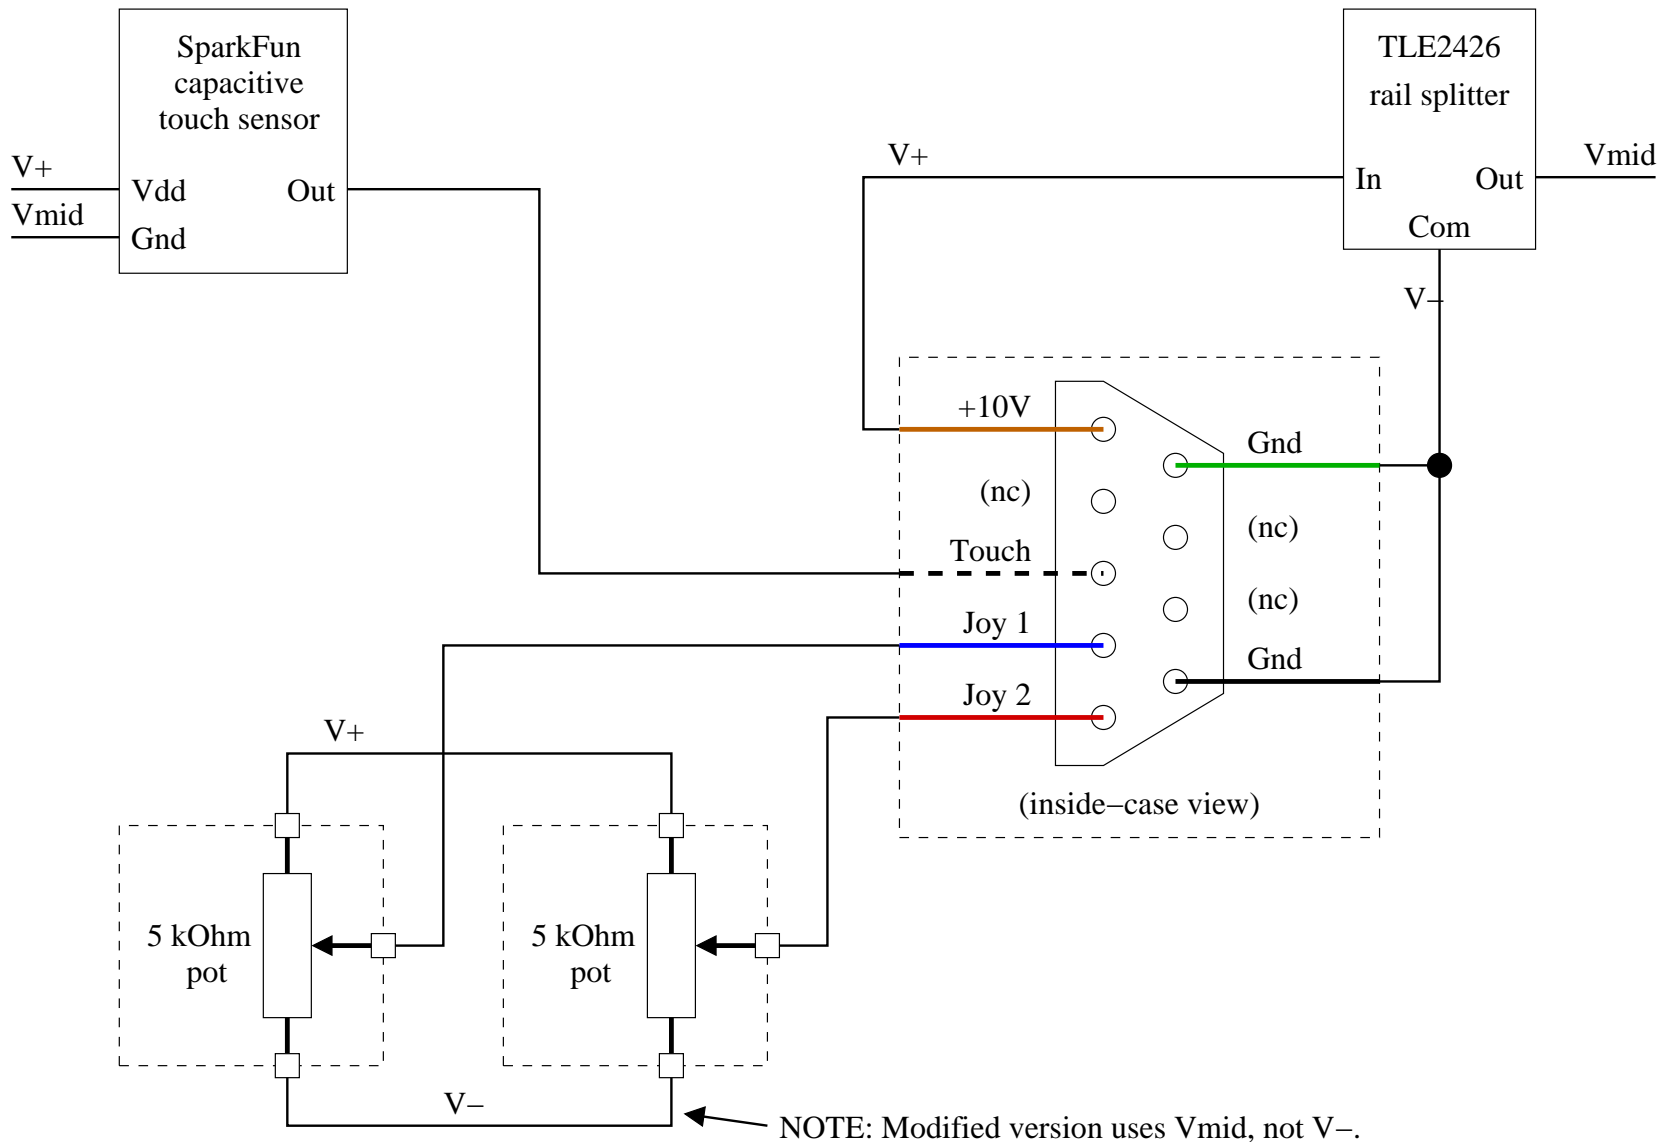 SparkFun
capacitive
touch sensor
V+
Vdd
Out
Vmid
Gnd
TLE2426
rail splitter
V+
In
Out
Vmid
Com
V−
+10V
Gnd
(nc)
(nc)
Touch
(nc)
Joy 1
Gnd
Joy 2
(inside−case view)
V+
5 kOhm
pot
5 kOhm
pot
V−
NOTE: Modified version uses Vmid, not V−.